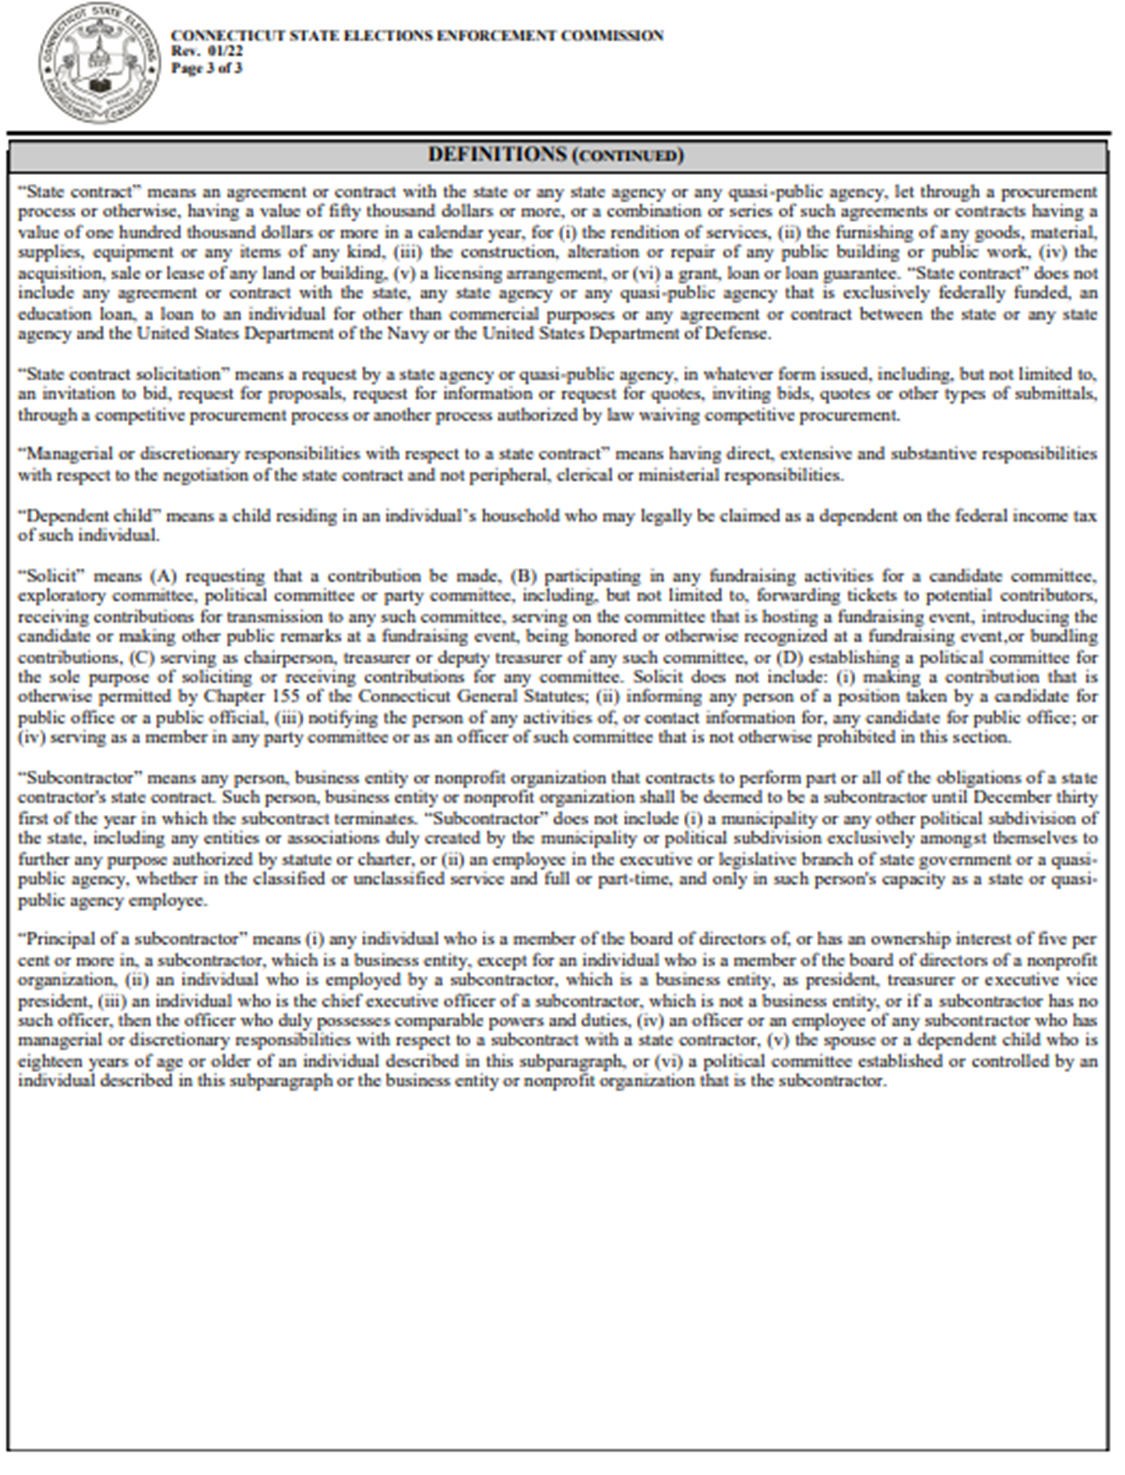 CONNECTICUT STATE ELECTIONS ENFORCEMENT COMMISSION
Rev. 01/22
Page 3 of 3
DEFINITIONS (CONTINUED)
“State contract” means an agreement or contract with the state or any state agency or any quasi-public agency, let through a procurement
process or otherwise, having a value of fifty thousand dollars or more, or a combination or series of such agreements or contracts having a
value of one hundred thousand dollars or more in a calendar year, for (i) the rendition of services, (ii) the furnishing of any goods, material,
supplies, equipment or any items of any kind, (iii) the construction, alteration or repair of any public building or public work, (iv) the
acquisition, sale or lease of any land or building, (v) a licensing arrangement, or (vi) a grant, loan or loan guarantee. “State contract” does not
include any agreement or contract with the state, any state agency or any quasi-public agency that is exclusively federally funded, an
education loan, a loan to an individual for other than commercial purposes or any agreement or contract between the state or any state
agency and the United States Department of the Navy or the United States Department of Defense.
“State contract solicitation” means a request by a state agency or quasi-public agency, in whatever form issued, including, but not limited to,
an invitation to bid, request for proposals, request for information or request for quotes, inviting bids, quotes or other types of submittals,
through a competitive procurement process or another process authorized by law waiving competitive procurement.
“Managerial or discretionary responsibilities with respect to a state contract” means having direct, extensive and substantive responsibilities
with respect to the negotiation of the state contract and not peripheral, clerical or ministerial responsibilities.
“Dependent child” means a child residing in an individual’s household who may legally be claimed as a dependent on the federal income tax
of such individual.
“Solicit” means (A) requesting that a contribution be made, (B) participating in any fundraising activities for a candidate committee,
exploratory committee, political committee or party committee, including, but not limited to, forwarding tickets to potential contributors,
receiving contributions for transmission to any such committee, serving on the committee that is hosting a fundraising event, introducing the
candidate or making other public remarks at a fundraising event, being honored or otherwise recognized at a fundraising event,or bundling
contributions, (C) serving as chairperson, treasurer or deputy treasurer of any such committee, or (D) establishing a political committee for
the sole purpose of soliciting or receiving contributions for any committee. Solicit does not include: (i) making a contribution that is
otherwise permitted by Chapter 155 of the Connecticut General Statutes; (ii) informing any person of a position taken by a candidate for
public office or a public official, (iii) notifying the person of any activities of, or contact information for, any candidate for public office; or
(iv) serving as a member in any party committee or as an officer of such committee that is not otherwise prohibited in this section.
“Subcontractor” means any person, business entity or nonprofit organization that contracts to perform part or all of the obligations of a state
contractor's state contract. Such person, business entity or nonprofit organization shall be deemed to be a subcontractor until December thirty
first of the year in which the subcontract terminates. “Subcontractor” does not include (i) a municipality or any other political subdivision of
the state, including any entities or associations duly created by the municipality or political subdivision exclusively amongst themselves to
further any purpose authorized by statute or charter, or (ii) an employee in the executive or legislative branch of state government or a quasi-
public agency, whether in the classified or unclassified service and full or part-time, and only in such person's capacity as a state or quasi-
public agency employee.
“Principal of a subcontractor” means (i) any individual who is a member of the board of directors of, or has an ownership interest of five per
cent or more in, a subcontractor, which is a business entity, except for an individual who is a member of the board of directors of a nonprofit
organization, (ii) an individual who is employed by a subcontractor, which is a business entity, as president, treasurer or executive vice
president, (iii) an individual who is the chief executive officer of a subcontractor, which is not a business entity, or if a subcontractor has no
such officer, then the officer who duly possesses comparable powers and duties, (iv) an officer or an employee of any subcontractor who has
managerial or discretionary responsibilities with respect to a subcontract with a state contractor, (v) the spouse or a dependent child who is
eighteen years of age or older of an individual described in this subparagraph, or (vi) a political committee established or controlled by an
individual described in this subparagraph or the business entity or nonprofit organization that is the subcontractor.